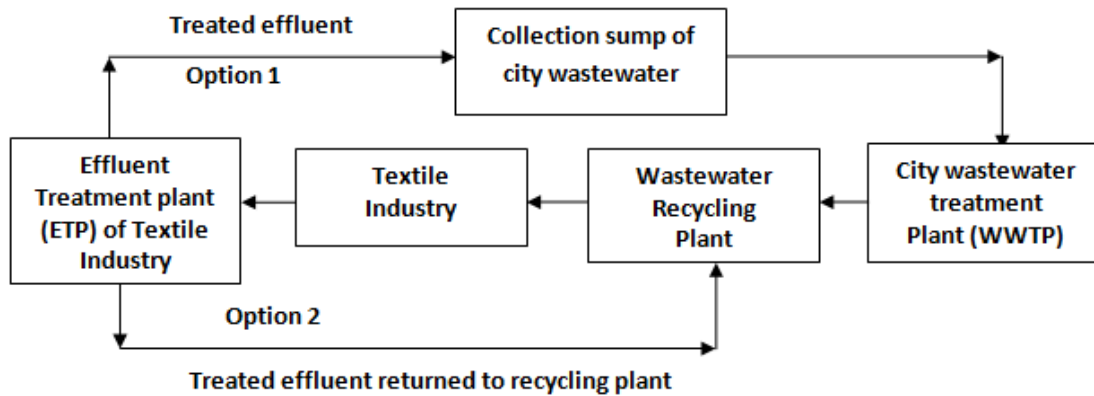 Treated effluent
Option 1
Collection sump of
city wastewater
Effluent
Treatment plant
(ETP) of Textile
Industry
Textile
Industry
Wastewater
Recycling
Plant
City wastewater
treatment
Plant (WWTP)
Option 2
Treated effluent returned to recycling plant